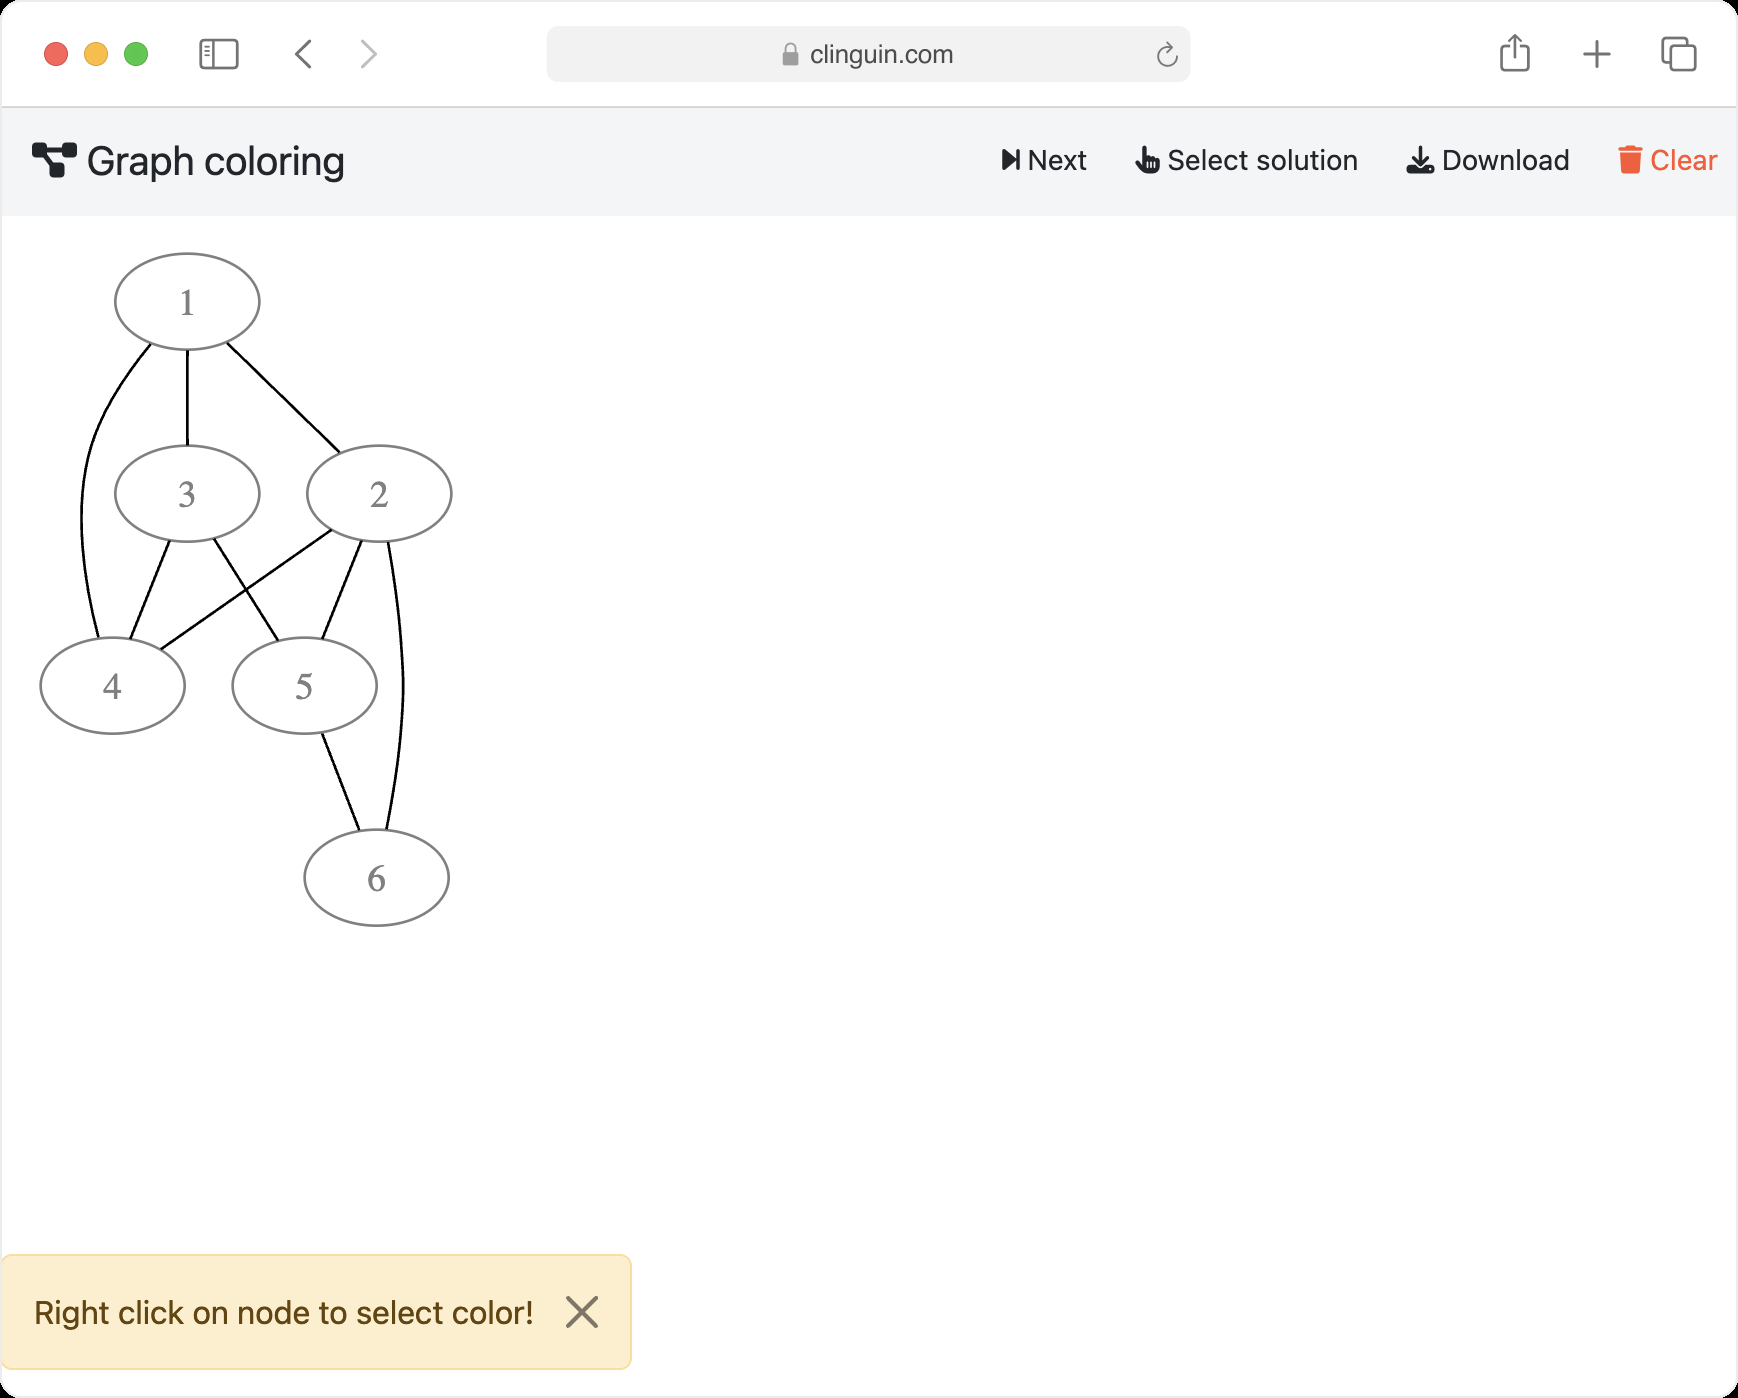 clinguin.com
Graph coloring
Next
Select solution
Download
Clear
1
3
2
4
5
6
Right click on node to select color!